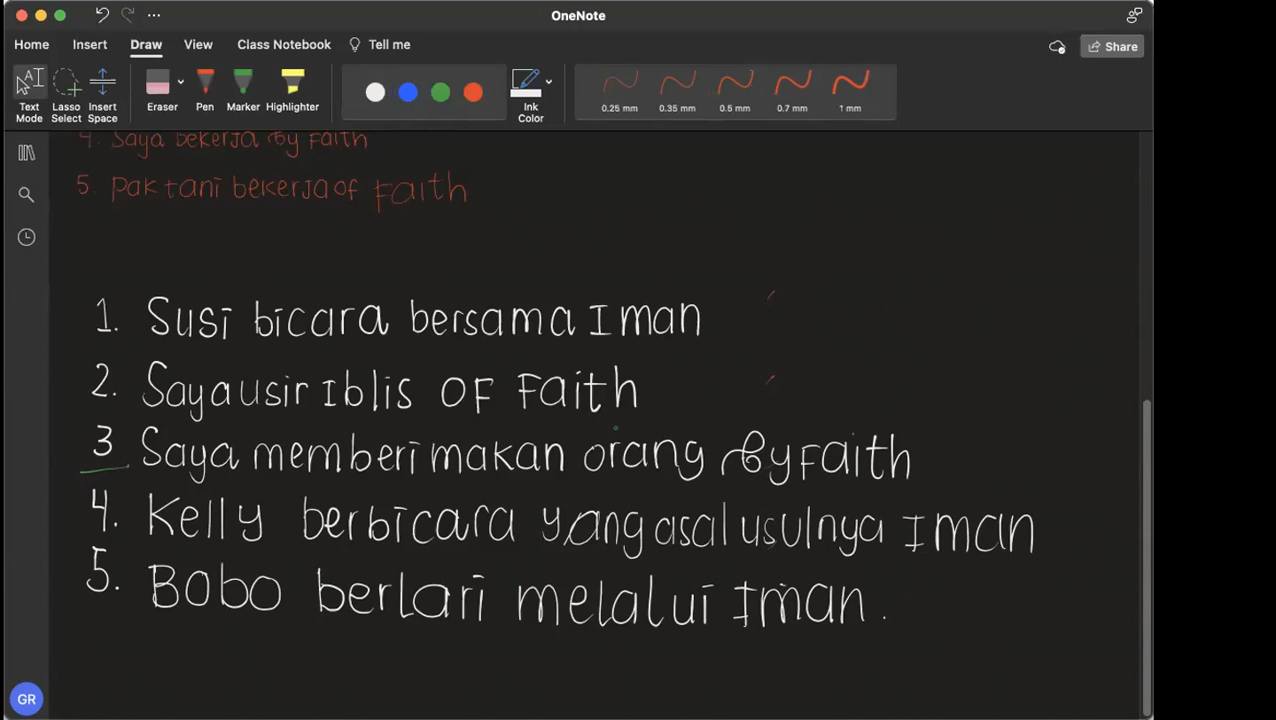 OneNote
Home Insert Draw View Class Notebook Tell me
Share
Text Mode
Lasso Select
Insert Space
Eraser
Pen
Marker
Highlighter
Ink Color
0.25 mm
0.35 mm
0.5 mm
0.7 mm
1 mm
4. Saya bekerja By Faith
5. Pak tani bekerja of Faith
1. Susi bicara bersama Iman
2. Saya usir Iblis OF Faith
3 Saya memberi makan orang By Faith
4. Kelly berbicara yang asal usulnya Iman
5. Bobo berlari melalui Iman.
GR